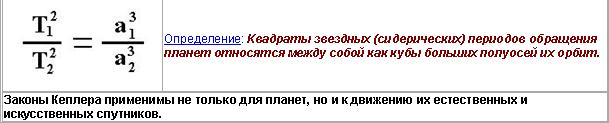 T₁²/T₂² = a₁³/a₂³
Определение: Квадраты звездных (сидерических) периодов обращения
планет относятся между собой как кубы больших полуосей их орбит.
Законы Кеплера применимы не только для планет, но и к движению их естественных и
искусственных спутников.